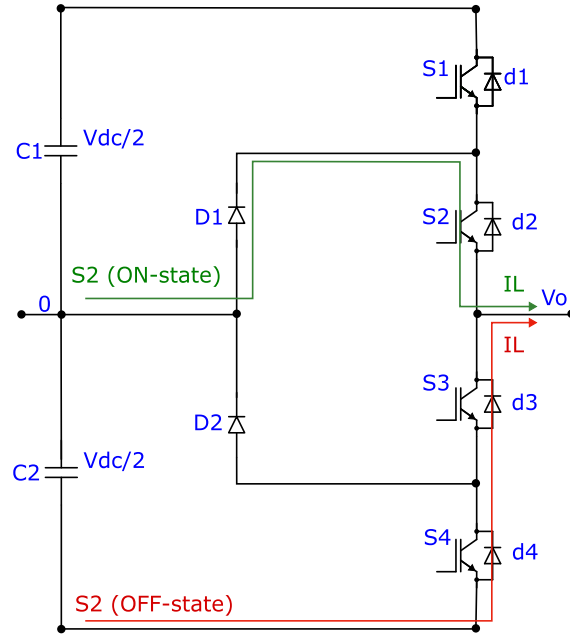 S1
d1
C1
Vdc/2
D1
S2
d2
S2 (ON-state)
0
IL
Vo
IL
S3
d3
D2
C2
Vdc/2
S4
d4
S2 (OFF-state)